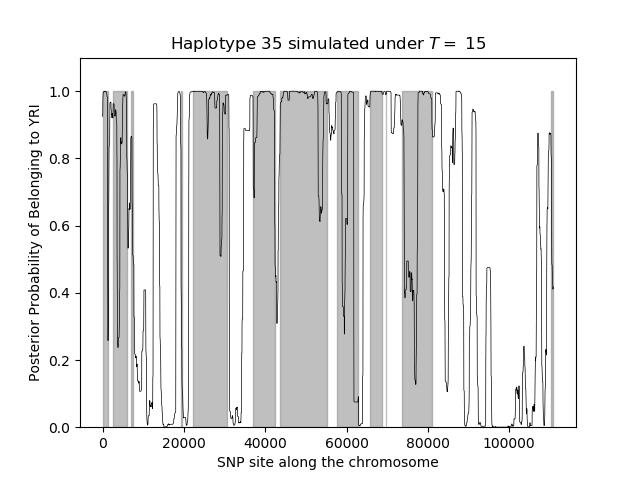 Haplotype 35 simulated under T = 15
Posterior Probability of Belonging to YRI
1.0
0.8
0.6
0.4
0.2
0.0
0 20000 40000 60000 80000 100000
SNP site along the chromosome